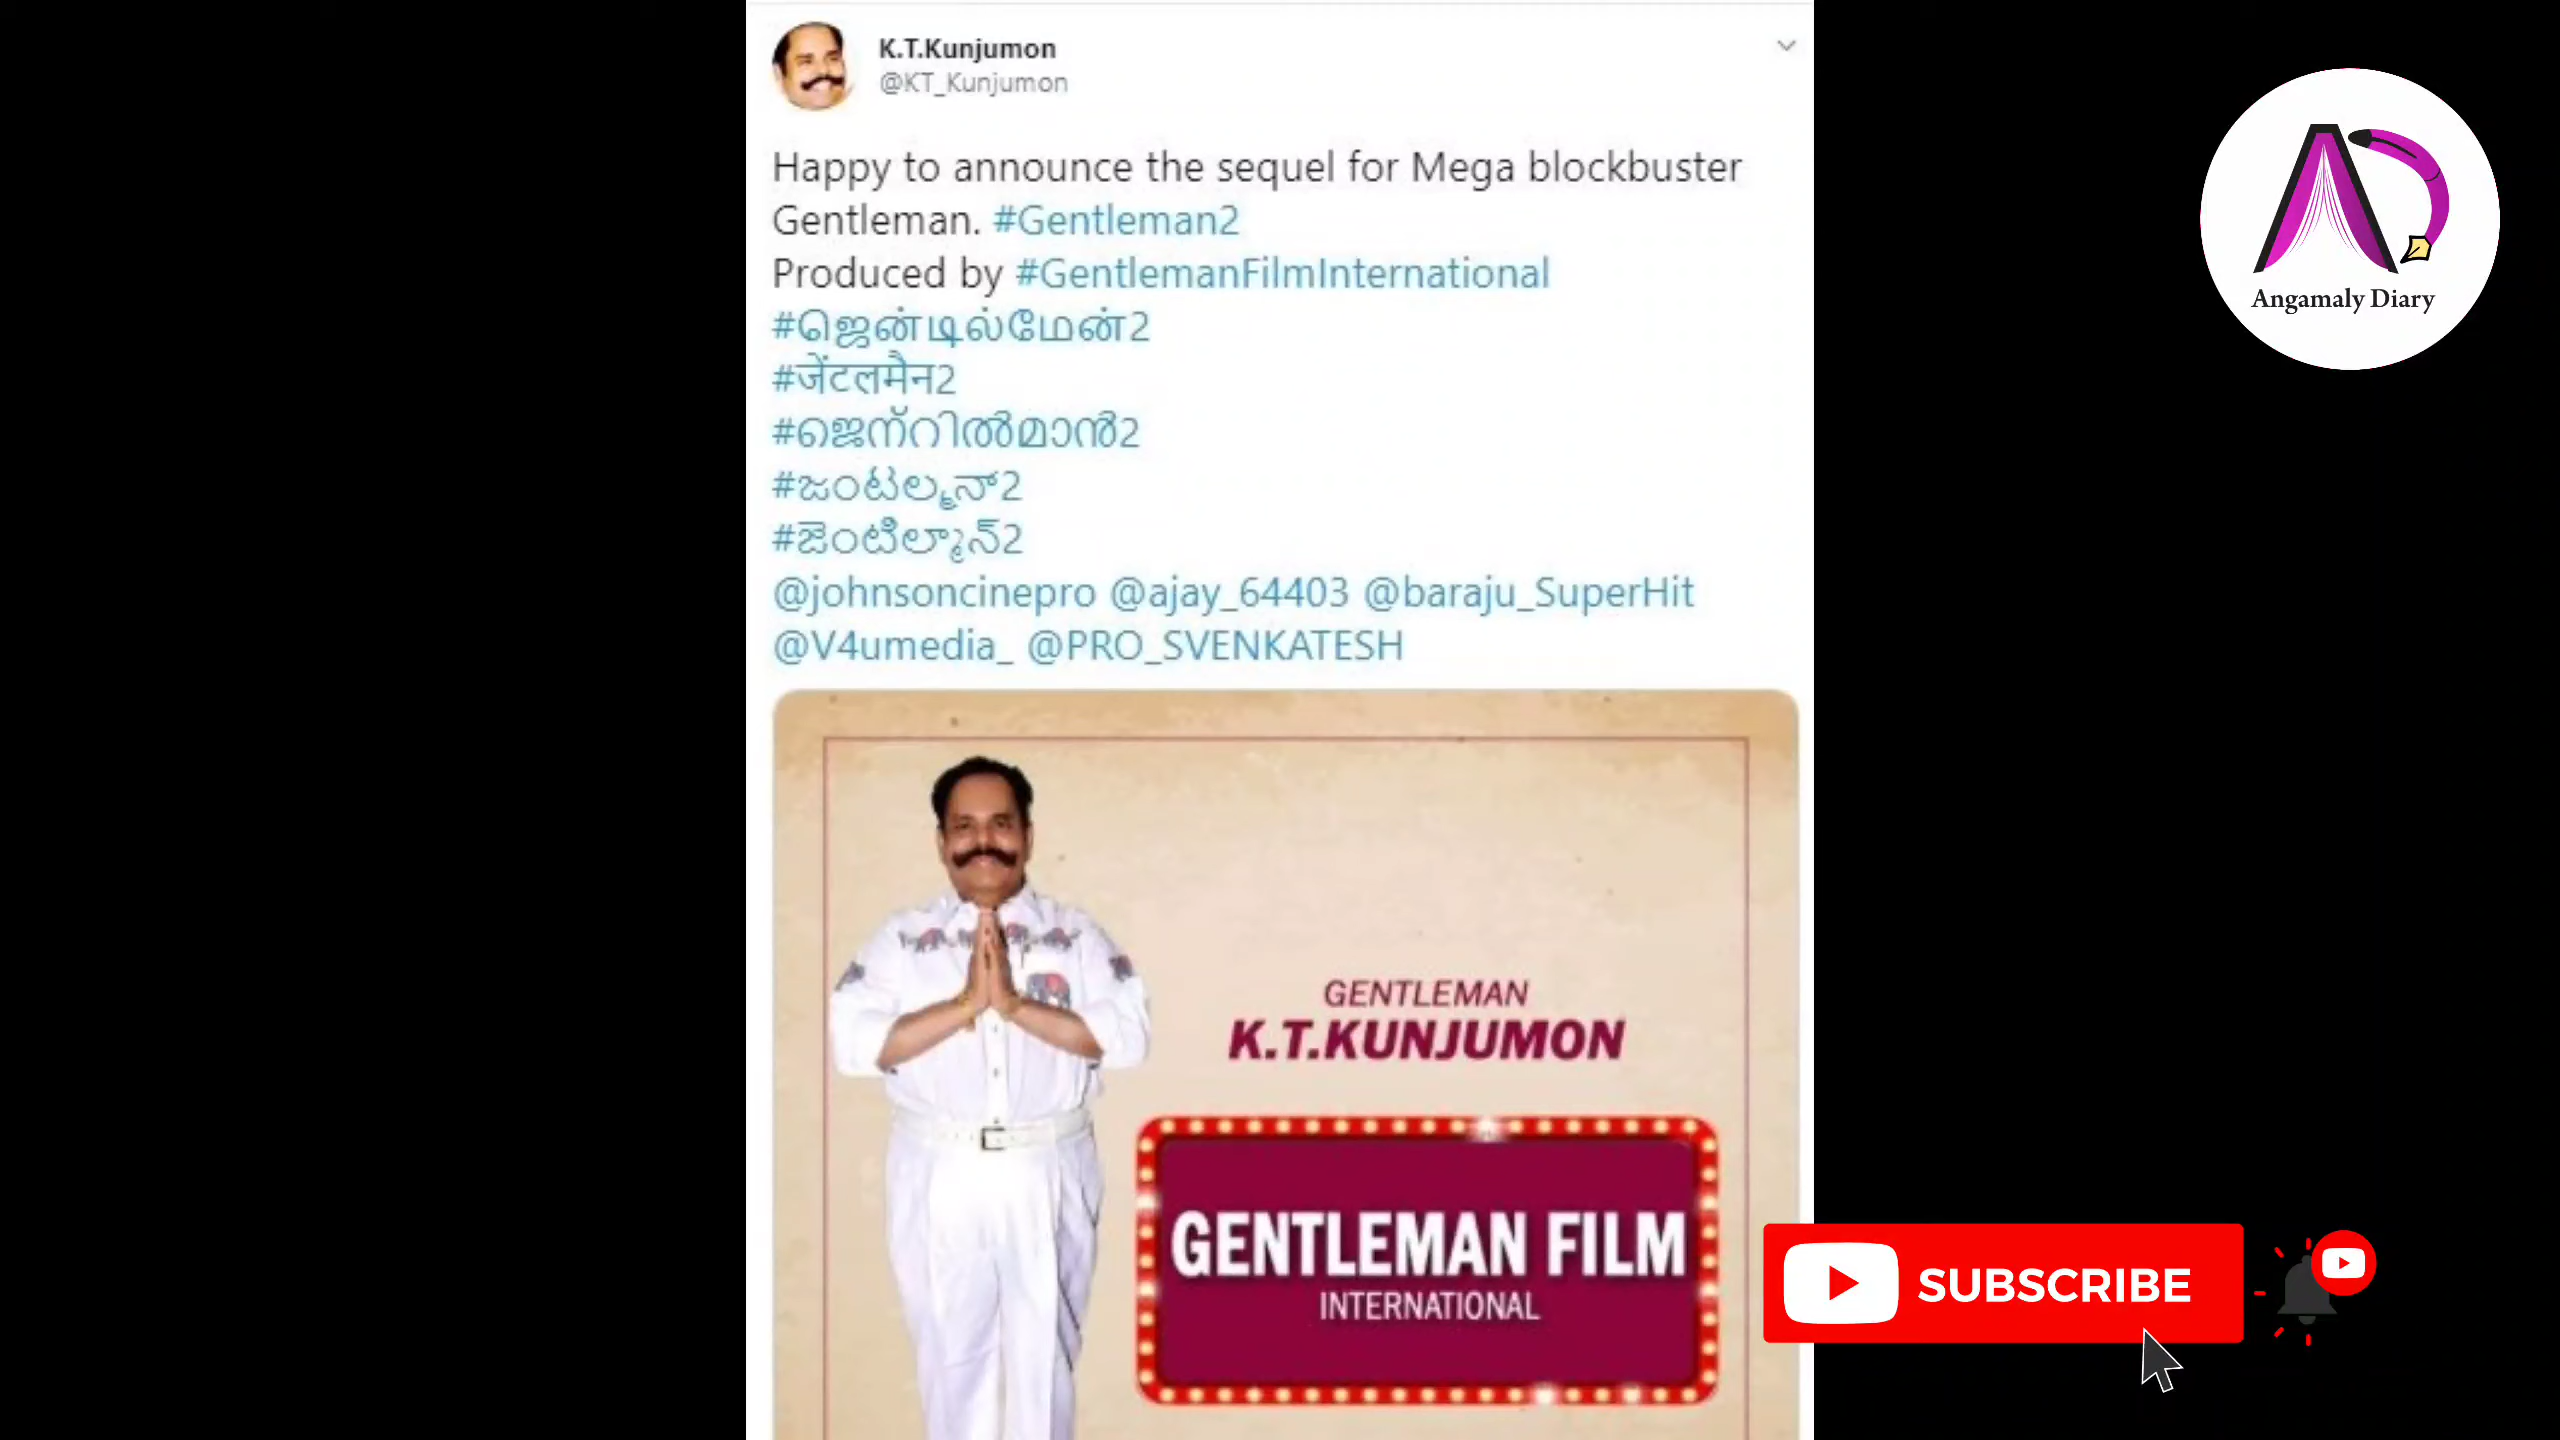 K.T.Kunjumon
@KT_Kunjumon
Happy to announce the sequel for Mega blockbuster
Gentleman. #Gentleman2
Produced by #GentlemanFilmInternational
#ஜென்டில்மேன்2
#जेंटलमैन2
#ജെന്റിൽമാൻ2
#ಜಂಟಲ್ಮನ್2
#జెంటిల్మాన్2
@johnsoncinepro @ajay_64403 @baraju_SuperHit
@V4umedia_ @PRO_SVENKATESH
GENTLEMAN
K.T.KUNJUMON
GENTLEMAN FILM
INTERNATIONAL
Angamaly Diary
SUBSCRIBE